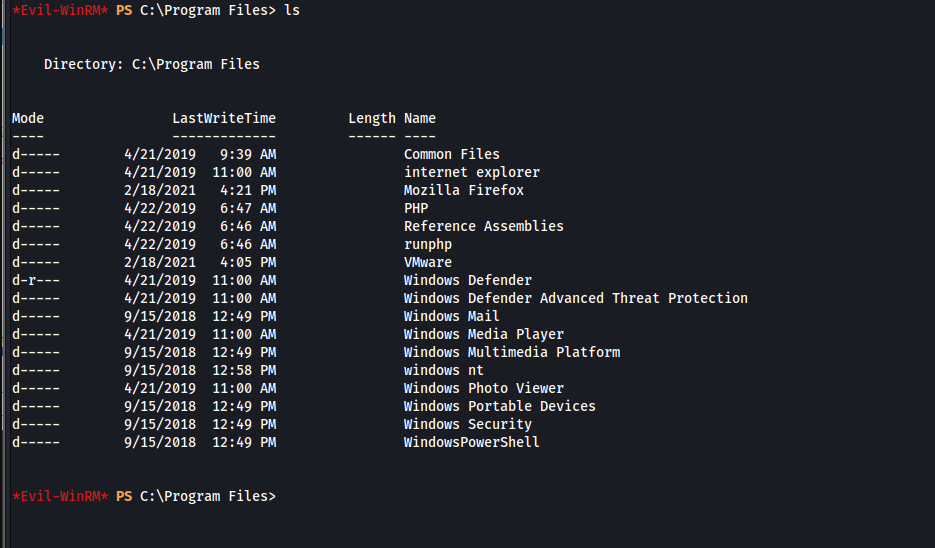 *Evil-WinRM* PS C:\Program Files> ls
Directory: C:\Program Files
Mode                LastWriteTime         Length Name
----                -------------         ------ ----
d-----        4/21/2019   9:39 AM                Common Files
d-----        4/21/2019  11:00 AM                internet explorer
d-----        2/18/2021   4:21 PM                Mozilla Firefox
d-----        4/22/2019   6:47 AM                PHP
d-----        4/22/2019   6:46 AM                Reference Assemblies
d-----        4/22/2019   6:46 AM                runphp
d-----        2/18/2021   4:05 PM                VMware
d-r---        4/21/2019  11:00 AM                Windows Defender
d-----        4/21/2019  11:00 AM                Windows Defender Advanced Threat Protection
d-----        9/15/2018  12:49 PM                Windows Mail
d-----        4/21/2019  11:00 AM                Windows Media Player
d-----        9/15/2018  12:49 PM                Windows Multimedia Platform
d-----        9/15/2018  12:58 PM                windows nt
d-----        4/21/2019  11:00 AM                Windows Photo Viewer
d-----        9/15/2018  12:49 PM                Windows Portable Devices
d-----        9/15/2018  12:49 PM                Windows Security
d-----        9/15/2018  12:49 PM                WindowsPowerShell
*Evil-WinRM* PS C:\Program Files>